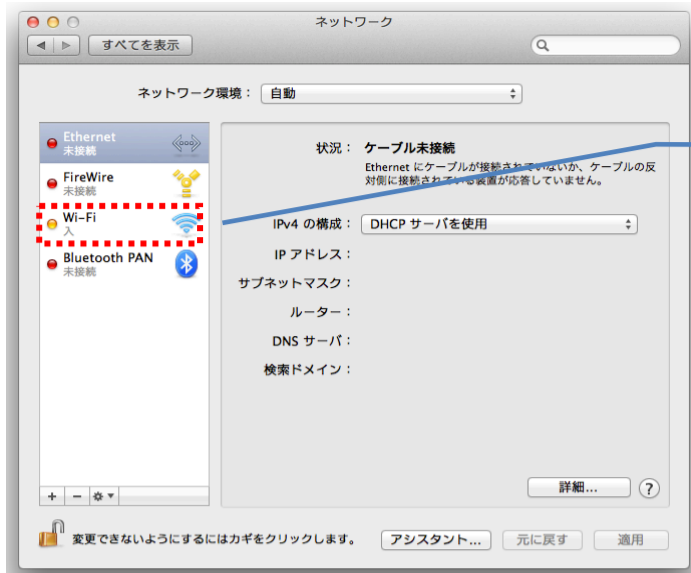 ネットワーク
すべてを表示
ネットワーク環境： 自動
Ethernet
未接続
FireWire
未接続
Wi-Fi
入
Bluetooth PAN
未接続
状況： ケーブル未接続
Ethernet にケーブルが接続されていないか、ケーブルの反
対側に接続されている装置が応答していません。
IPv4 の構成： DHCP サーバを使用
IP アドレス：
サブネットマスク：
ルーター：
DNS サーバ：
検索ドメイン：
詳細... ?
変更できないようにするにはカギをクリックします。
アシスタント... 元に戻す 適用